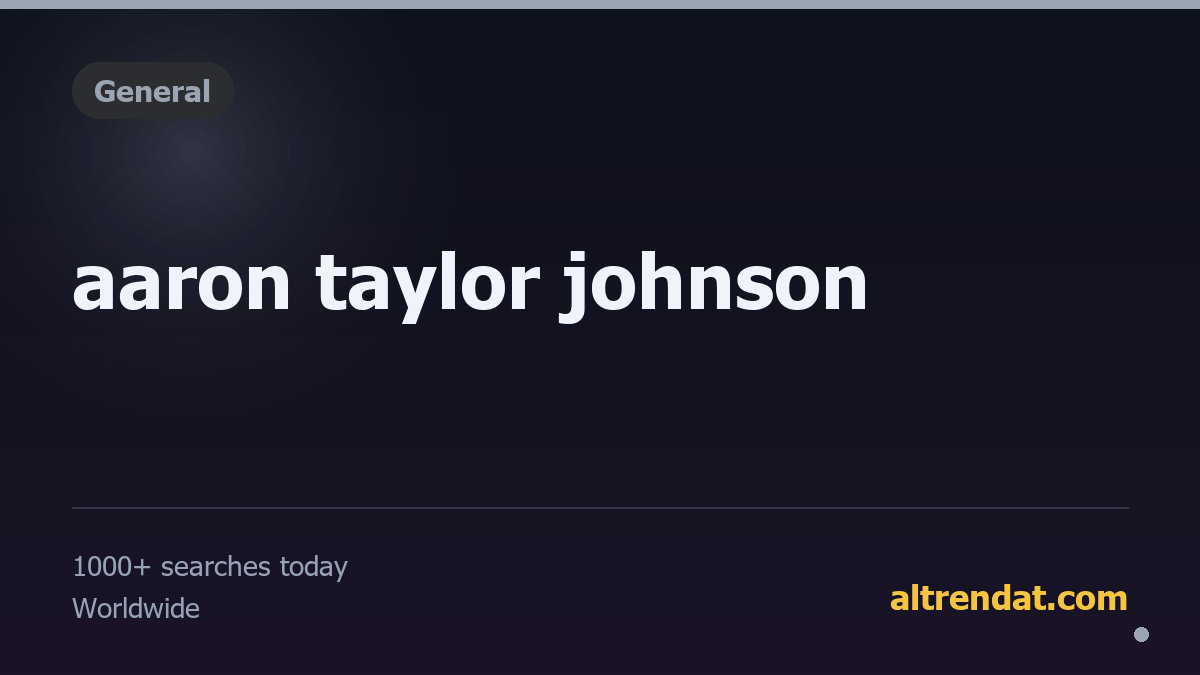 General
aaron taylor johnson
1000+ searches today
Worldwide
altrendat.com